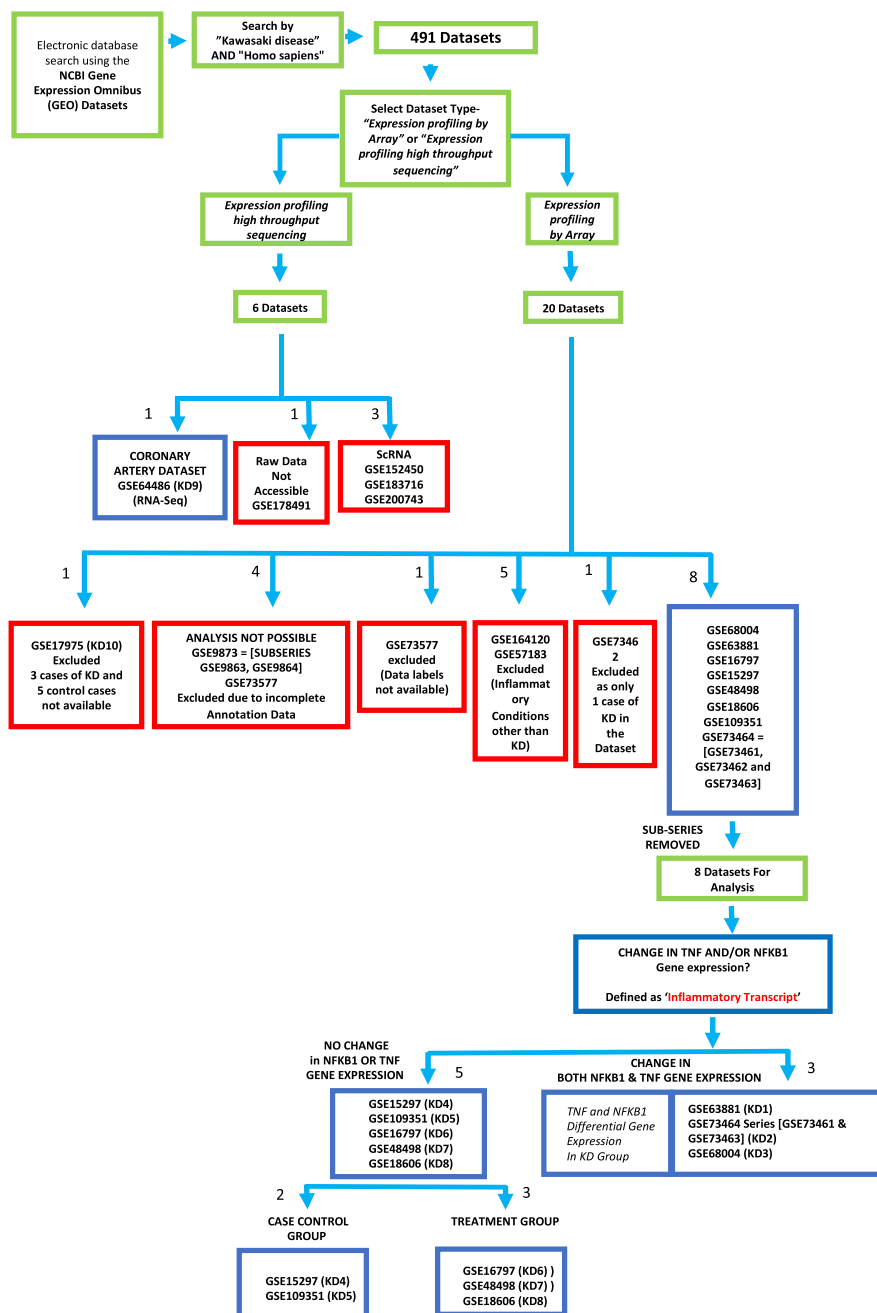 Electronic database
search using the
NCBI Gene
Expression Omnibus
(GEO) Datasets
Search by
”Kawasaki disease”
AND "Homo sapiens"
491 Datasets
Select Dataset Type-
“Expression profiling by
Array” or “Expression
profiling high throughput
sequencing”
Expression profiling
high throughput
sequencing
Expression
profiling
by Array
6 Datasets
20 Datasets
1
1
3
CORONARY
ARTERY DATASET
GSE64486 (KD9)
(RNA-Seq)
Raw Data
Not
Accessible
GSE178491
ScRNA
GSE152450
GSE183716
GSE200743
1
4
1
5
1
8
GSE17975 (KD10)
Excluded
3 cases of KD and
5 control cases
not available
ANALYSIS NOT POSSIBLE
GSE9873 = [SUBSERIES
GSE9863, GSE9864]
GSE73577
Excluded due to incomplete
Annotation Data
GSE73577
excluded
(Data labels
not available)
GSE164120
GSE57183
Excluded
(Inflammat
ory
Conditions
other than
KD)
GSE7346
2
Excluded
as only
1 case of
KD in
the
Dataset
GSE68004
GSE63881
GSE16797
GSE15297
GSE48498
GSE18606
GSE109351
GSE73464 =
[GSE73461,
GSE73462 and
GSE73463]
SUB-SERIES
REMOVED
8 Datasets For
Analysis
CHANGE IN TNF AND/OR NFKB1
Gene expression?
Defined as ‘Inflammatory Transcript’
NO CHANGE
in NFKB1 OR TNF
GENE EXPRESSION
5
CHANGE IN
BOTH NFKB1 & TNF GENE EXPRESSION
3
GSE15297 (KD4)
GSE109351 (KD5)
GSE16797 (KD6)
GSE48498 (KD7)
GSE18606 (KD8)
TNF and NFKB1
Differential Gene
Expression
In KD Group
GSE63881 (KD1)
GSE73464 Series [GSE73461 &
GSE73463] (KD2)
GSE68004 (KD3)
2
3
CASE CONTROL
GROUP
TREATMENT GROUP
GSE15297 (KD4)
GSE109351 (KD5)
GSE16797 (KD6) )
GSE48498 (KD7) )
GSE18606 (KD8)